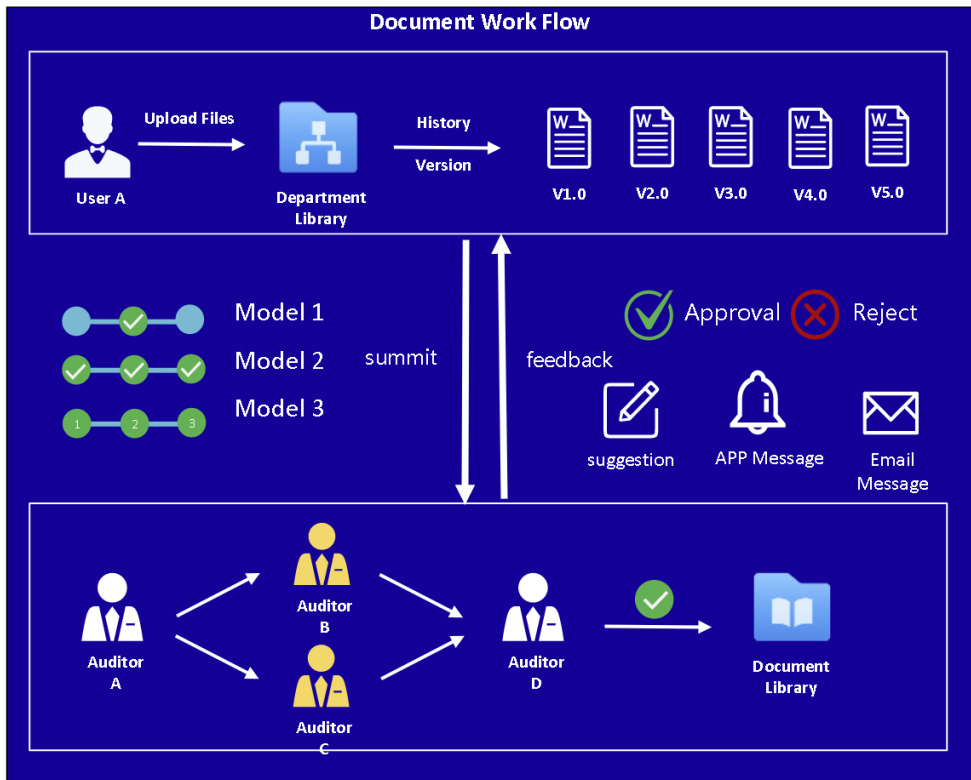 Document Work Flow
Upload Files
History
Version
User A
Department
Library
W
W
W
W
W
V1.0
V2.0
V3.0
V4.0
V5.0
Model 1
Model 2
Model 3
1
2
3
summit
feedback
Approval
Reject
suggestion
APP Message
Email
Message
Auditor
A
Auditor
B
Auditor
C
Auditor
D
Document
Library